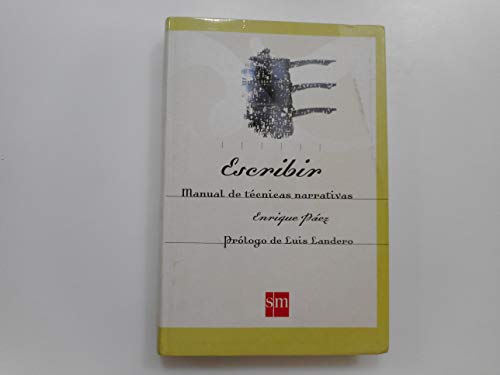 Escribir
Manual de técnicas narrativas
Enrique Páez
Prólogo de Luis Landero
sm